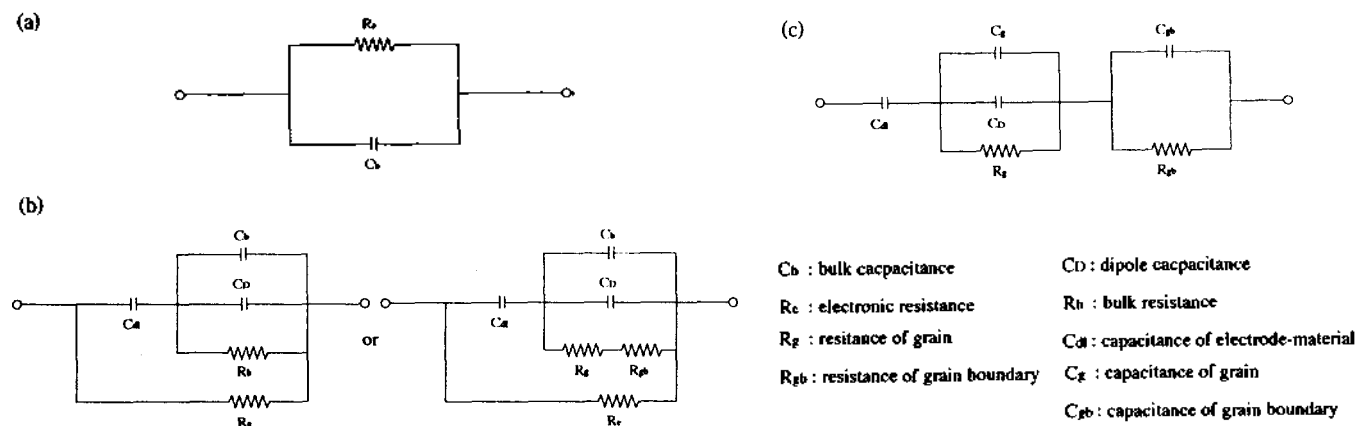 (a)
Re
Cb
(b)
Cb
CD
Cdl
Rb
Re
or
Cb
CD
Cdl
Rg Rgb
Re
(c)
Cg Cgb
Cdl CD
Rg Rgb
Cb : bulk cacpacitance
Re : electronic resistance
Rg : resitance of grain
Rgb : resistance of grain boundary
CD : dipole cacpacitance
Rb : bulk resistance
Cdl : capacitance of electrode-material
Cg : capacitance of grain
Cgb : capacitance of grain boundary